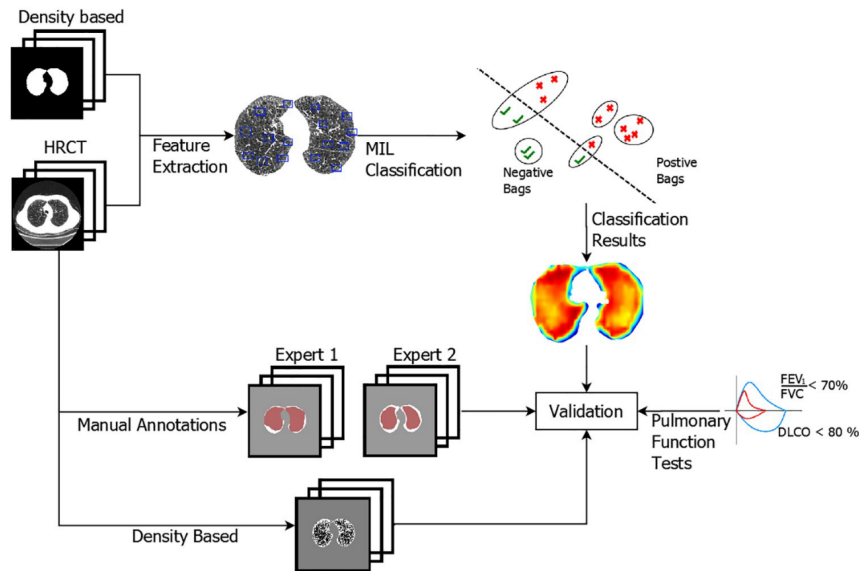 Density based
HRCT
Feature
Extraction
MIL
Classification
Negative
Bags
Postive
Bags
Classification
Results
Expert 1
Expert 2
Manual Annotations
Validation
Pulmonary
Function
Tests
FEV₁
FVC
< 70%
DLCO < 80 %
Density Based